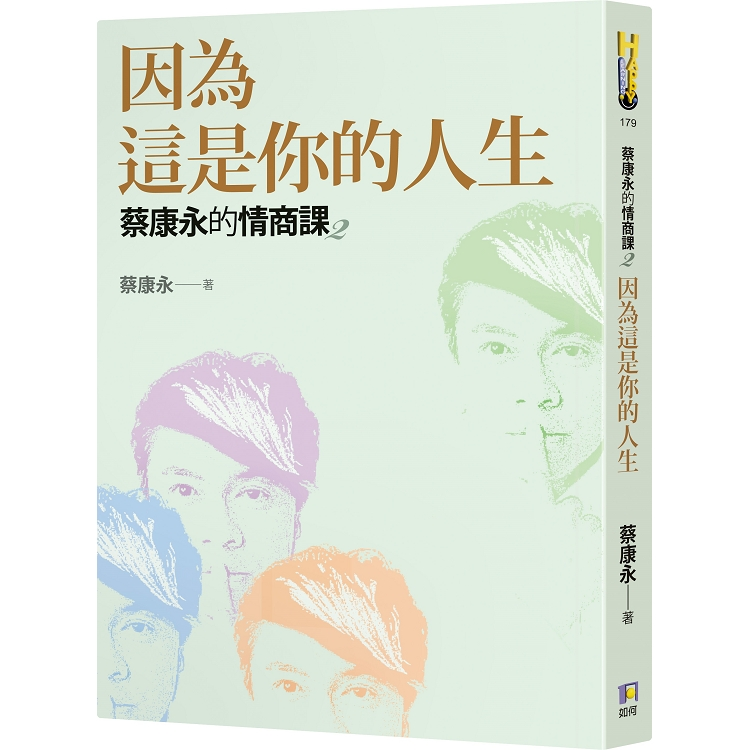 因為
這是你的人生
蔡康永的情商課2
蔡康永──著
HAPPY
179
蔡康永的情商課2
因為這是你的人生
蔡康永──著
如何